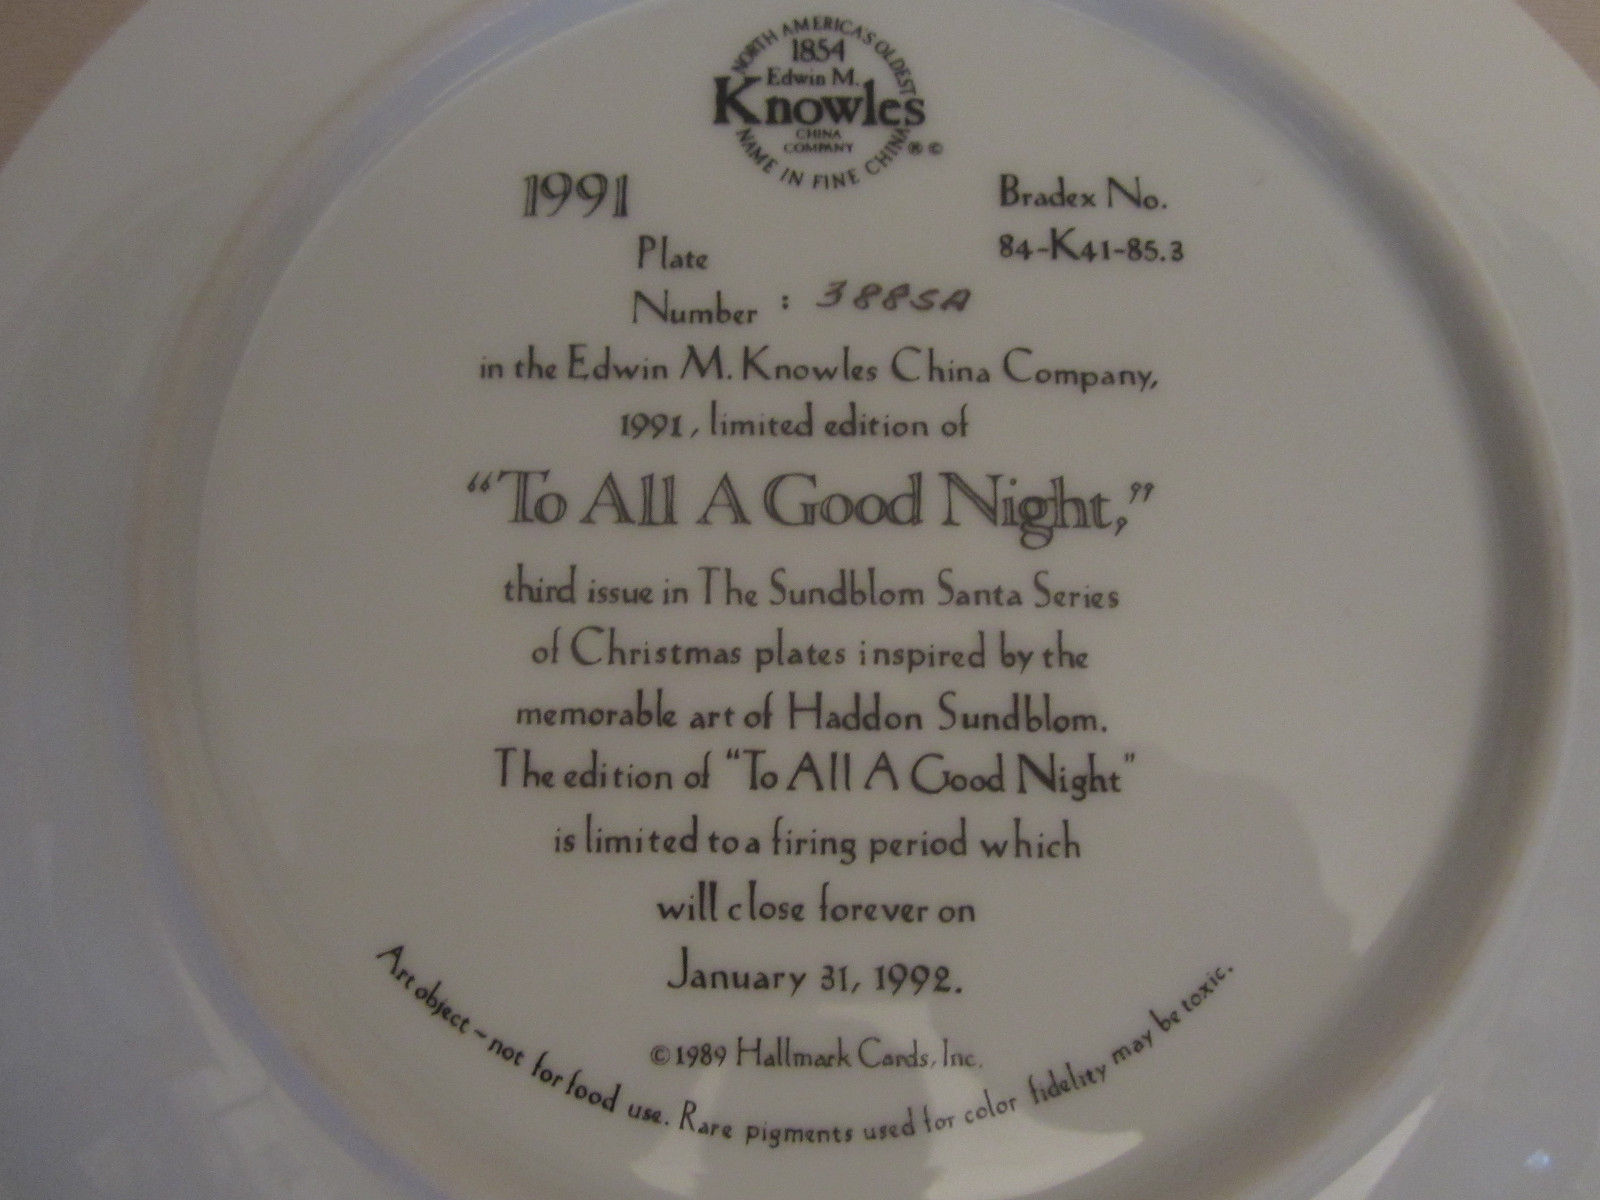 NORTH AMERICA'S OLDEST
1854
Edwin M.
Knowles
CHINA
COMPANY
NAME IN FINE CHINA
®©
1991
Bradex No.
84-K41-85.3
Plate
Number : 3885A
in the Edwin M. Knowles China Company,
1991, limited edition of
“To All A Good Night,”
third issue in The Sundblom Santa Series
of Christmas plates inspired by the
memorable art of Haddon Sundblom.
The edition of “To All A Good Night”
is limited to a firing period which
will close forever on
January 31, 1992.
©1989 Hallmark Cards, Inc.
Art object – not for food use. Rare pigments used for color fidelity may be toxic.